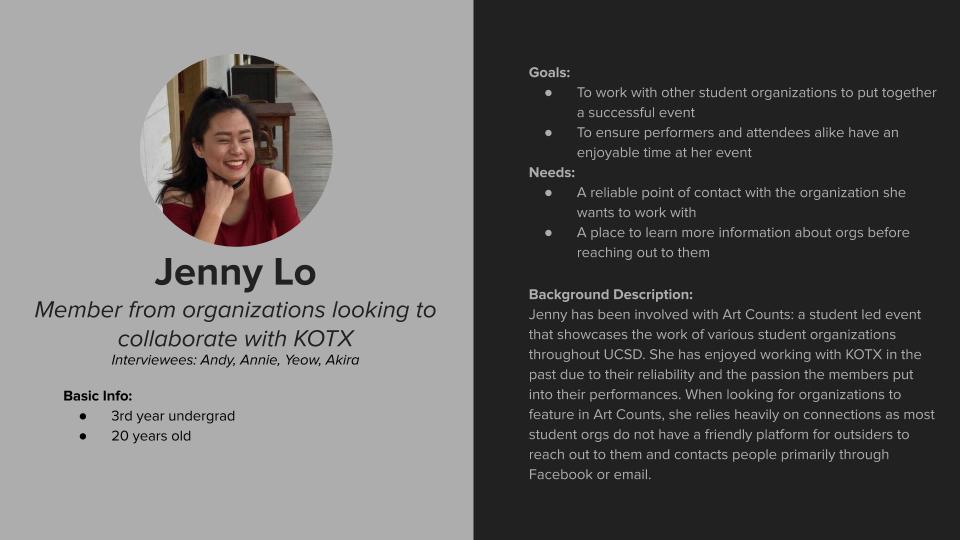 Jenny Lo
Member from organizations looking to
collaborate with KOTX
Interviewees: Andy, Annie, Yeow, Akira
Basic Info:
● 3rd year undergrad
● 20 years old
Goals:
● To work with other student organizations to put together
a successful event
● To ensure performers and attendees alike have an
enjoyable time at her event
Needs:
● A reliable point of contact with the organization she
wants to work with
● A place to learn more information about orgs before
reaching out to them
Background Description:
Jenny has been involved with Art Counts: a student led event
that showcases the work of various student organizations
throughout UCSD. She has enjoyed working with KOTX in the
past due to their reliability and the passion the members put
into their performances. When looking for organizations to
feature in Art Counts, she relies heavily on connections as most
student orgs do not have a friendly platform for outsiders to
reach out to them and contacts people primarily through
Facebook or email.